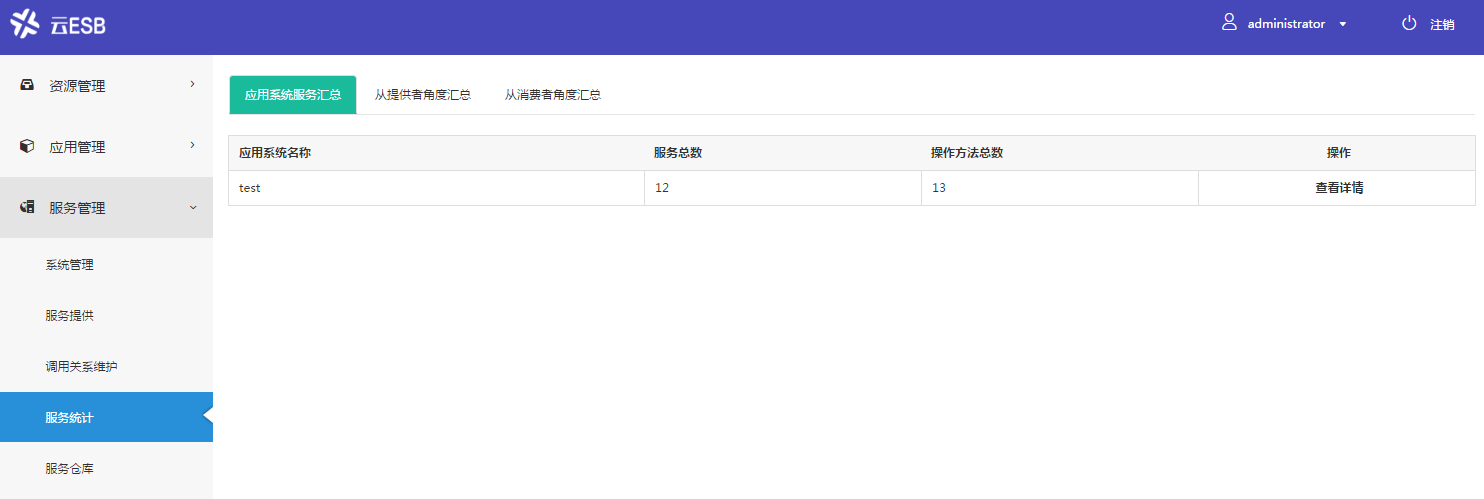 云ESB
administrator
注销
资源管理
应用管理
服务管理
系统管理
服务提供
调用关系维护
服务统计
服务仓库
应用系统服务汇总 从提供者角度汇总 从消费者角度汇总
应用系统名称 服务总数 操作方法总数 操作
test 12 13 查看详情